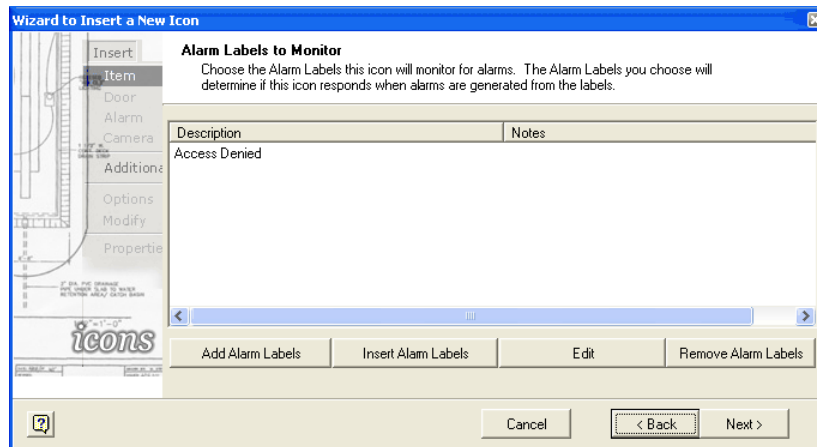 Wizard to Insert a New Icon
Insert
Item
Door
Alarm
Camera
Additiona
Options
Modify
Propertie
icons
Alarm Labels to Monitor
Choose the Alarm Labels this icon will monitor for alarms. The Alarm Labels you choose will
determine if this icon responds when alarms are generated from the labels.
Description Notes
Access Denied
Add Alarm Labels Insert Alarm Labels Edit Remove Alarm Labels
Cancel < Back Next >